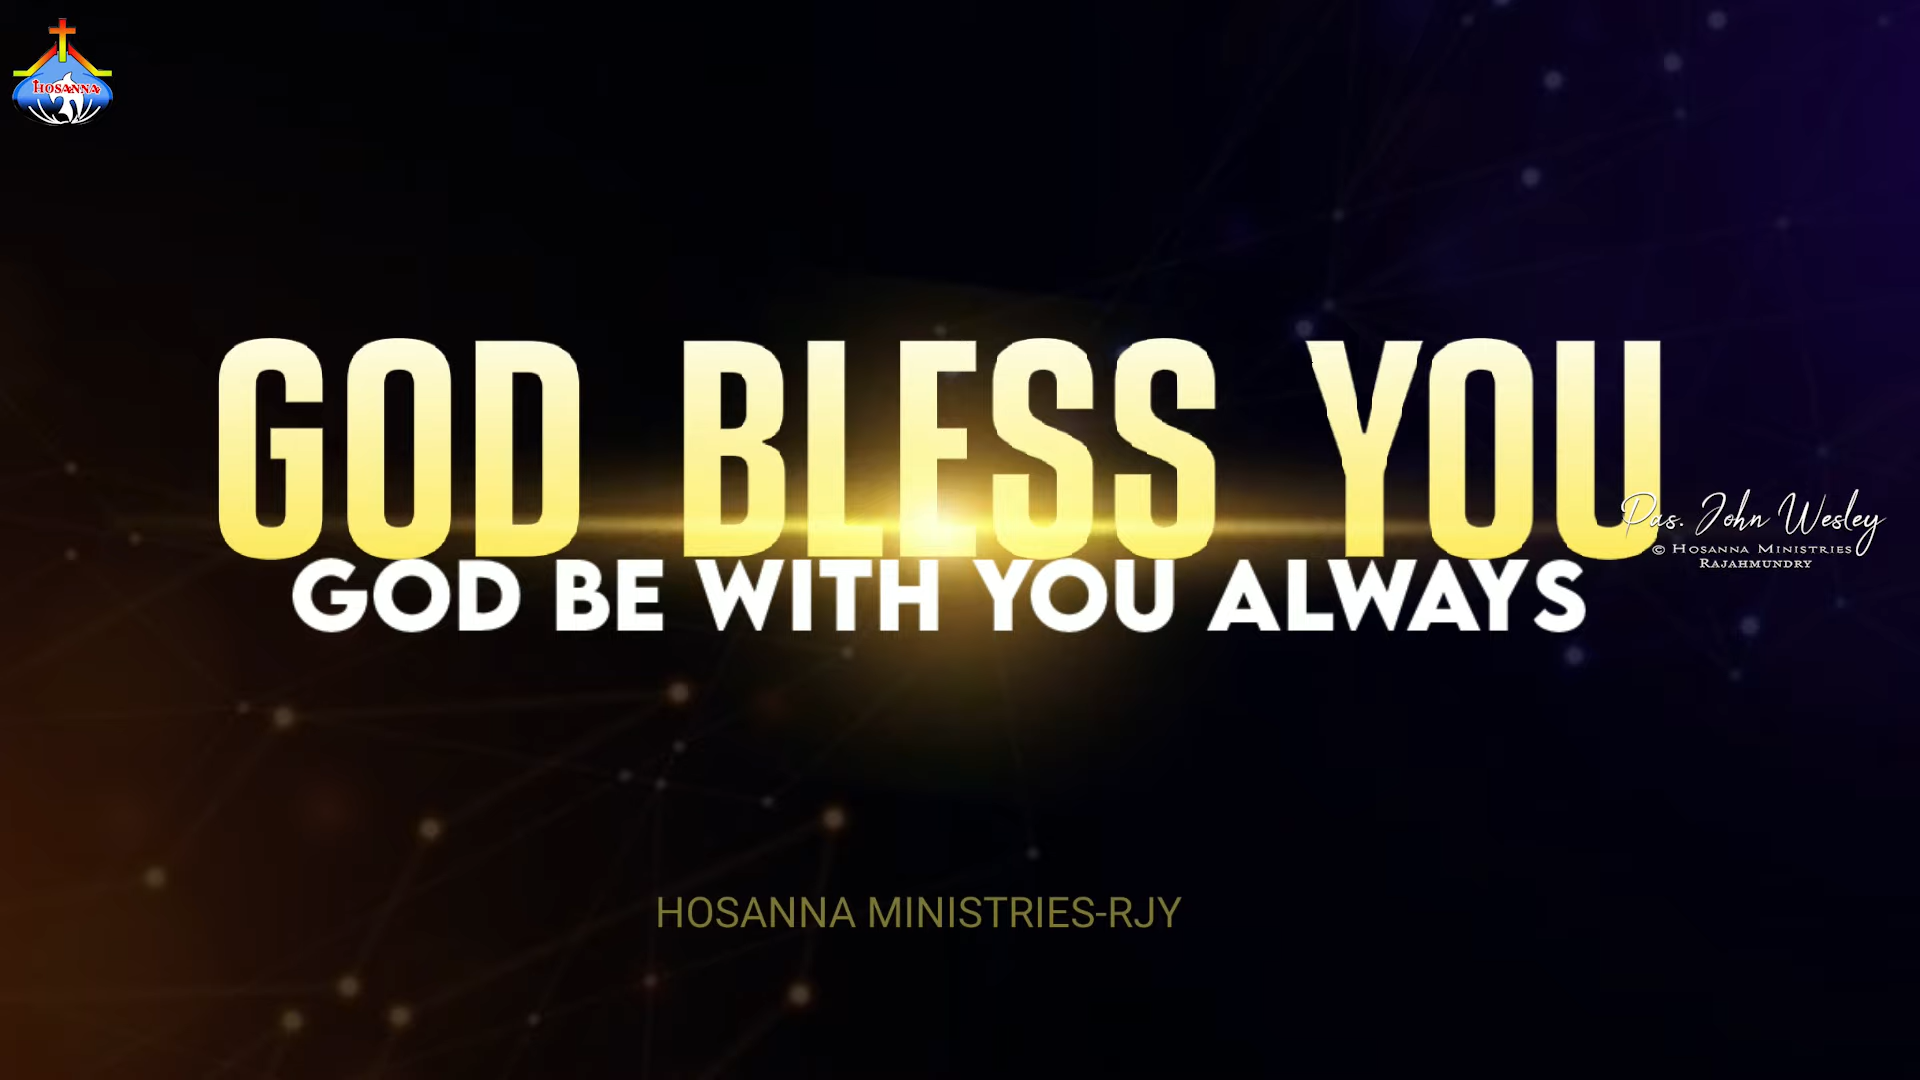 HOSANNA
GOD BLESS YOU
Pas. John Wesley
© HOSANNA MINISTRIES
RAJAHMUNDRY
GOD BE WITH YOU ALWAYS
HOSANNA MINISTRIES-RJY